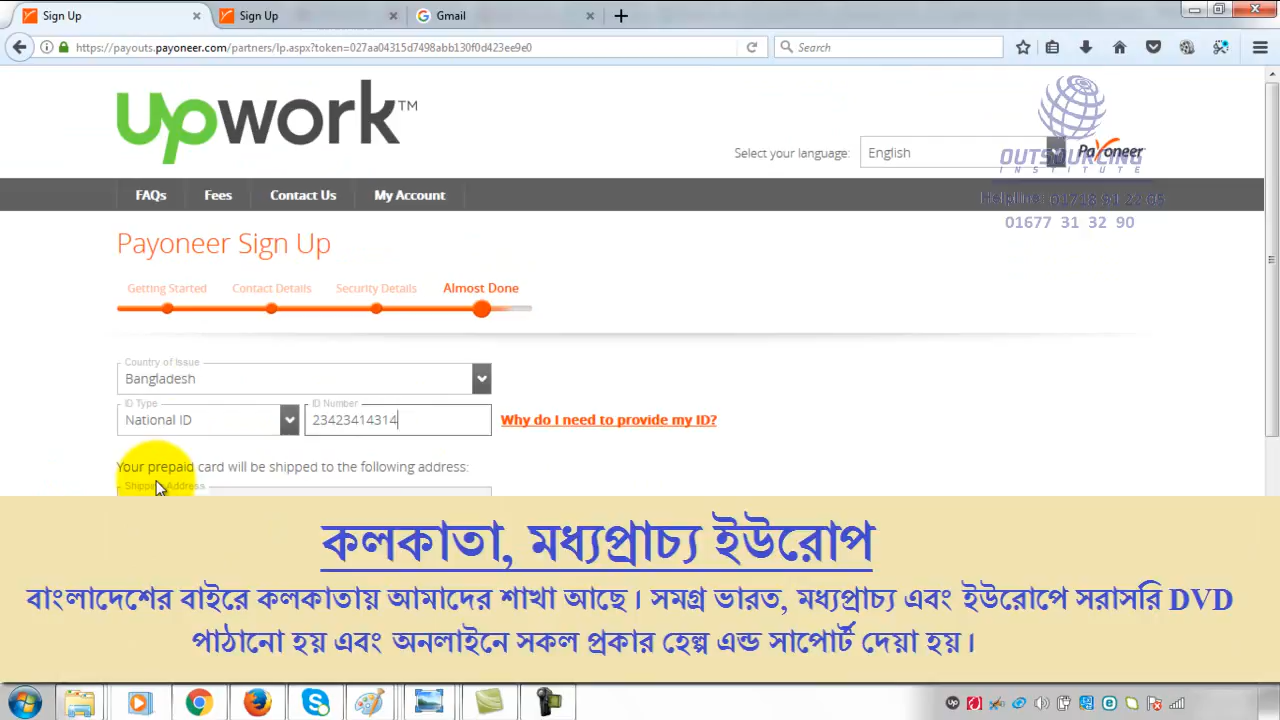 Sign Up
Sign Up
Gmail
https://payouts.payoneer.com/partners/lp.aspx?token=027aa04315d7498abb130f0d423ee9e0
Search
upwork™
Select your language: English
Payoneer
OUTSOURCING
INSTITUTE
FAQs Fees Contact Us My Account
01677 31 32 90
Payoneer Sign Up
Getting Started Contact Details Security Details Almost Done
Country of Issue
Bangladesh
ID Type ID Number
National ID 23423414314 Why do I need to provide my ID?
Your prepaid card will be shipped to the following address:
Shipping Address
কলকাতা, মধ্যপ্রাচ্য ইউরোপ
বাংলাদেশের বাইরে কলকাতায় আমাদের শাখা আছে। সমগ্র ভারত, মধ্যপ্রাচ্য এবং ইউরোপে সরাসরি DVD
পাঠানো হয় এবং অনলাইনে সকল প্রকার হেল্প এন্ড সাপোর্ট দেয়া হয়।